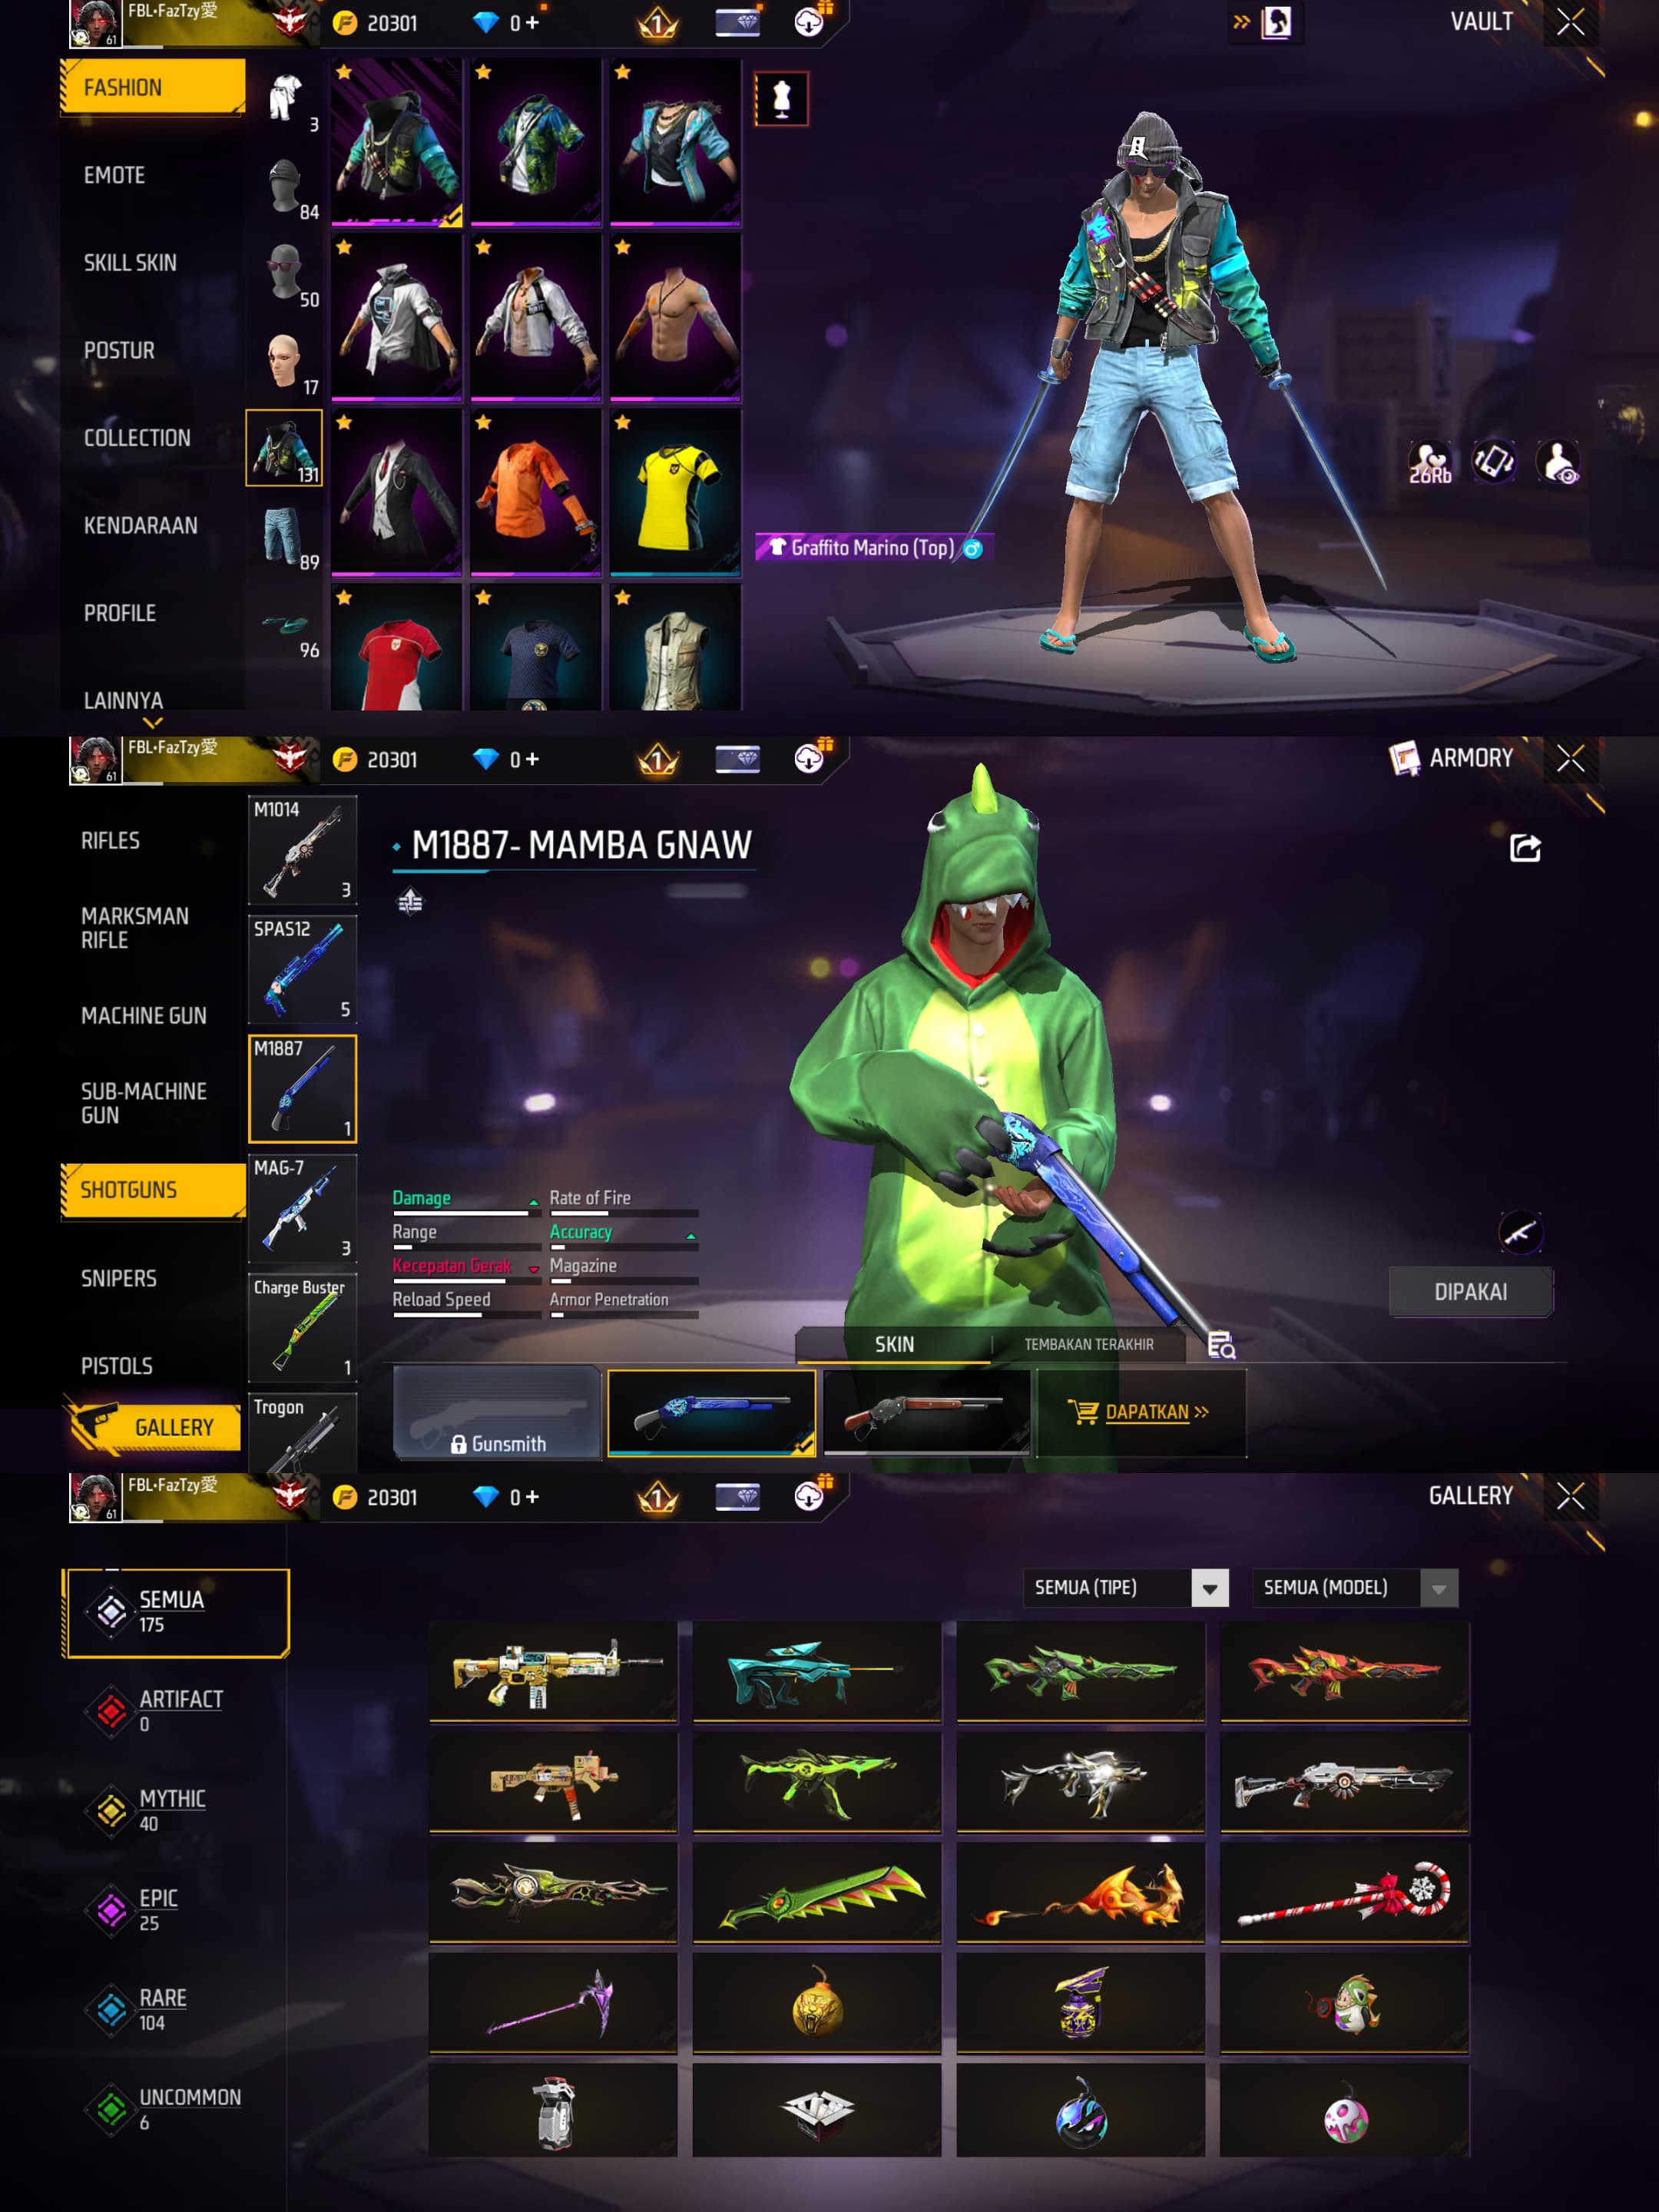 FBL•FazTzy愛
61
20301
0 +
1
VAULT
FASHION
EMOTE
SKILL SKIN
POSTUR
COLLECTION
KENDARAAN
PROFILE
LAINNYA
3
84
50
17
131
89
96
26Rb
Graffito Marino (Top)
FBL•FazTzy愛
61
20301
0 +
1
ARMORY
RIFLES
MARKSMAN
RIFLE
MACHINE GUN
SUB-MACHINE
GUN
SHOTGUNS
SNIPERS
PISTOLS
GALLERY
M1014
3
SPAS12
5
M1887
1
MAG-7
3
Charge Buster
1
Trogon
M1887- MAMBA GNAW
Damage
Rate of Fire
Range
Accuracy
Kecepatan Gerak
Magazine
Reload Speed
Armor Penetration
DIPAKAI
SKIN
TEMBAKAN TERAKHIR
Gunsmith
DAPATKAN
FBL•FazTzy愛
61
20301
0 +
1
GALLERY
SEMUA
175
ARTIFACT
0
MYTHIC
40
EPIC
25
RARE
104
UNCOMMON
6
SEMUA (TIPE)
SEMUA (MODEL)